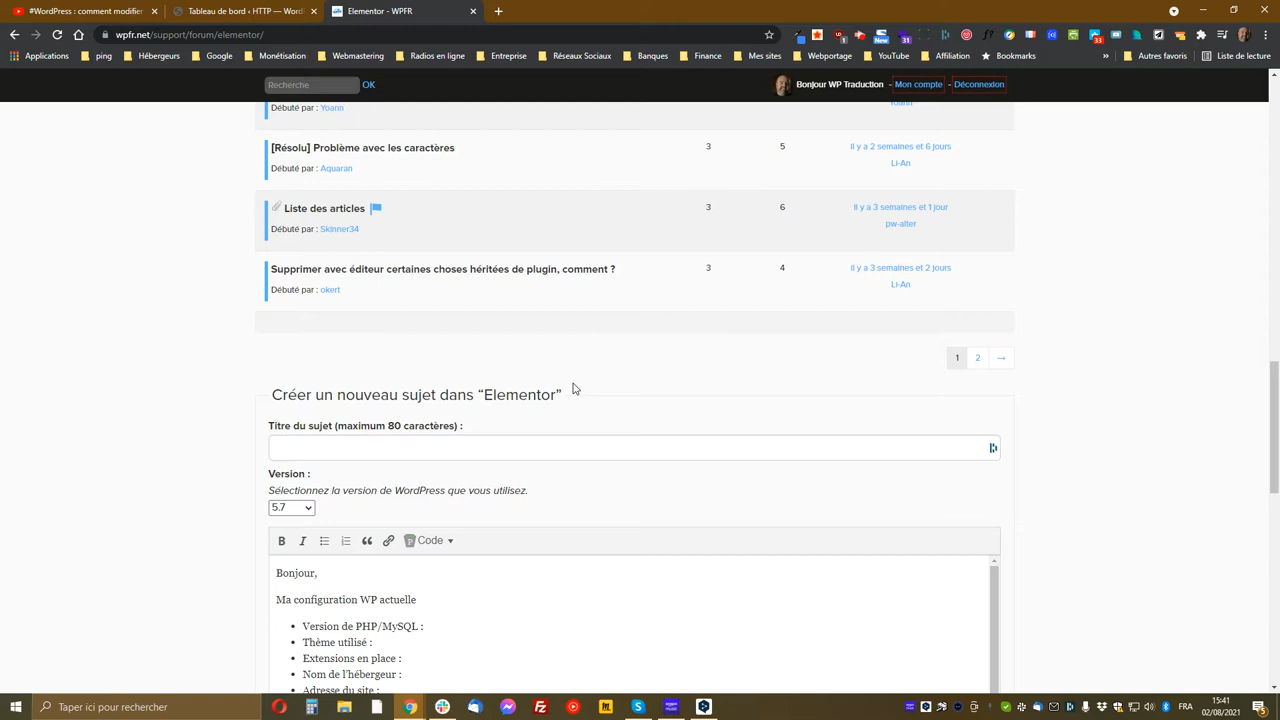 #WordPress : comment modifier
Tableau de bord ‹ HTTP — mobili
Elementor – WPFR
wpfr.net/support/forum/elementor/
Applications
ping
Hébergeurs
Google
Webmastering
Radios en ligne
Entreprise
Réseaux Sociaux
Banques
Finance
Mes sites
Webportage
YouTube
Affiliation
Bookmarks
»
Autres favoris
Liste de lecture
Recherche
OK
Bonjour WP Traduction - Mon compte - Déconnexion
Débuté par : Yoann
Yoann
[Résolu] Problème avec les caractères
3
5
Il y a 2 semaines et 6 jours
Débuté par : Aquaran
Li-An
Liste des articles
3
6
Il y a 3 semaines et 1 jour
Débuté par : Skinner34
pw-alter
Supprimer avec éditeur certaines choses héritées de plugin, comment ?
3
4
Il y a 3 semaines et 2 jours
Débuté par : okert
Li-An
1
2
→
Créer un nouveau sujet dans “Elementor”
Titre du sujet (maximum 80 caractères) :
Version :
Sélectionnez la version de WordPress que vous utilisez.
5.7
B
I
Code
Bonjour,
Ma configuration WP actuelle
• Version de PHP/MySQL :
• Thème utilisé :
• Extensions en place :
• Nom de l'hébergeur :
• Adresse du site :
Taper ici pour rechercher
FRA
15:41
02/08/2021